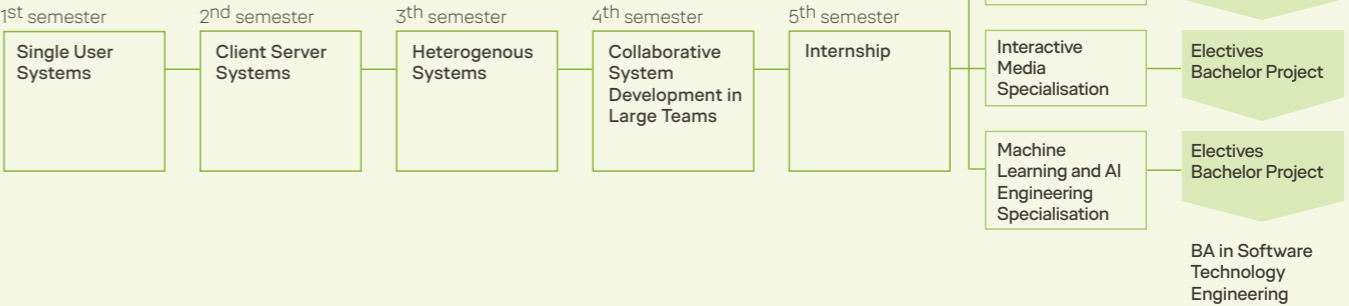 1st semester
2nd semester
3th semester
4th semester
5th semester
Single User
Systems
Client Server
Systems
Heterogenous
Systems
Collaborative
System
Development in
Large Teams
Internship
Interactive
Media
Specialisation
Electives
Bachelor Project
Machine
Learning and AI
Engineering
Specialisation
Electives
Bachelor Project
BA in Software
Technology
Engineering